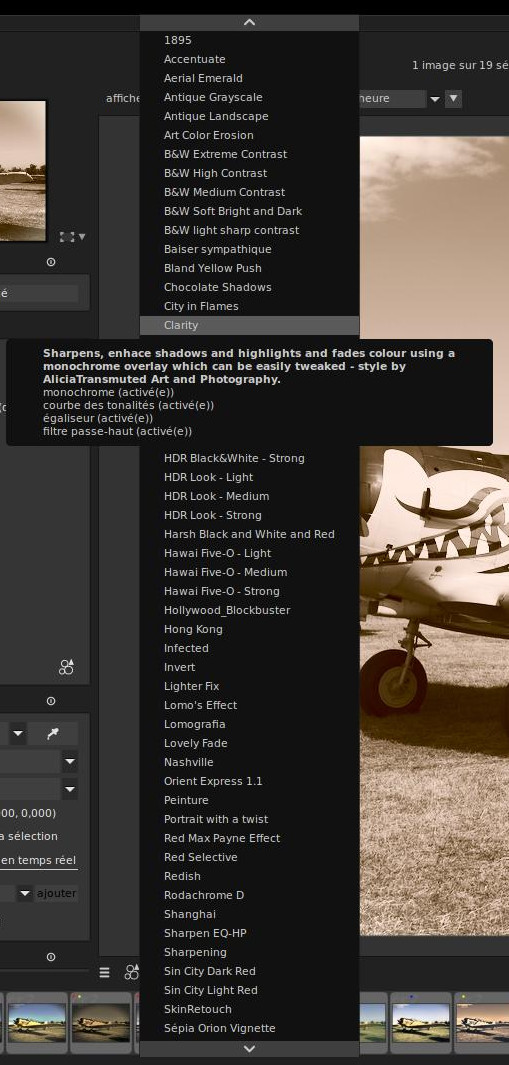 1895
Accentuate
1 image sur 19 sé
Aerial Emerald
affiche
Antique Grayscale
heure
Antique Landscape
Art Color Erosion
B&W Extreme Contrast
B&W High Contrast
B&W Medium Contrast
B&W Soft Bright and Dark
B&W light sharp contrast
Baiser sympathique
Bland Yellow Push
Chocolate Shadows
é
City in Flames
Clarity
Sharpens, enhace shadows and highlights and fades colour using a
monochrome overlay which can be easily tweaked - style by
AliciaTransmuted Art and Photography.
monochrome (activé(e))
courbe des tonalités (activé(e))
égaliseur (activé(e))
filtre passe-haut (activé(e))
HDR Black&White - Strong
HDR Look - Light
HDR Look - Medium
HDR Look - Strong
Harsh Black and White and Red
Hawai Five-O - Light
Hawai Five-O - Medium
Hawai Five-O - Strong
Hollywood_Blockbuster
Hong Kong
Infected
Invert
Lighter Fix
Lomo's Effect
Lomografia
Lovely Fade
Nashville
Orient Express 1.1
Peinture
00, 0,000)
Portrait with a twist
a sélection
Red Max Payne Effect
en temps réel
Red Selective
Redish
ajouter
Rodachrome D
Shanghai
Sharpen EQ-HP
Sharpening
Sin City Dark Red
Sin City Light Red
SkinRetouch
Sépia Orion Vignette